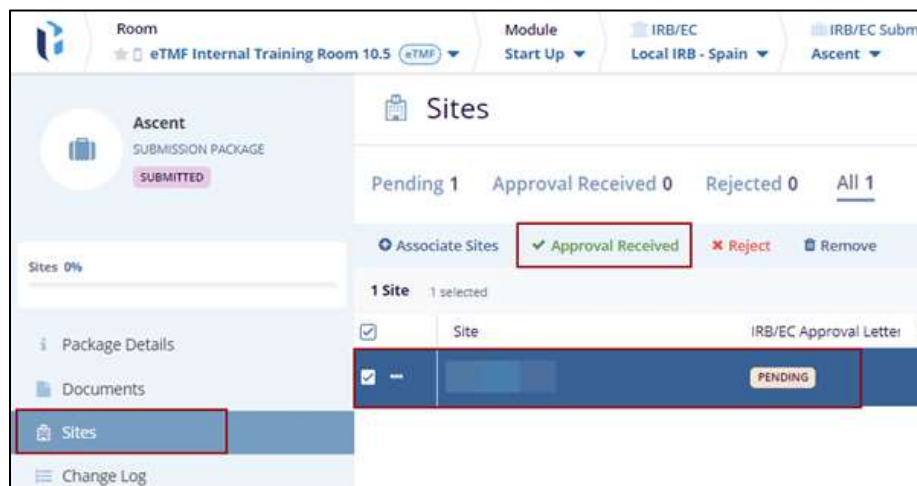 Room
eTMF Internal Training Room 10.5 eTMF
Module
Start Up
IRB/EC
Local IRB - Spain
IRB/EC Subm
Ascent
Ascent
SUBMISSION PACKAGE
SUBMITTED
Sites 0%
Package Details
Documents
Sites
Change Log
Sites
Pending 1 Approval Received 0 Rejected 0 All 1
Associate Sites Approval Received Reject Remove
1 Site 1 selected
Site IRB/EC Approval Letter
PENDING